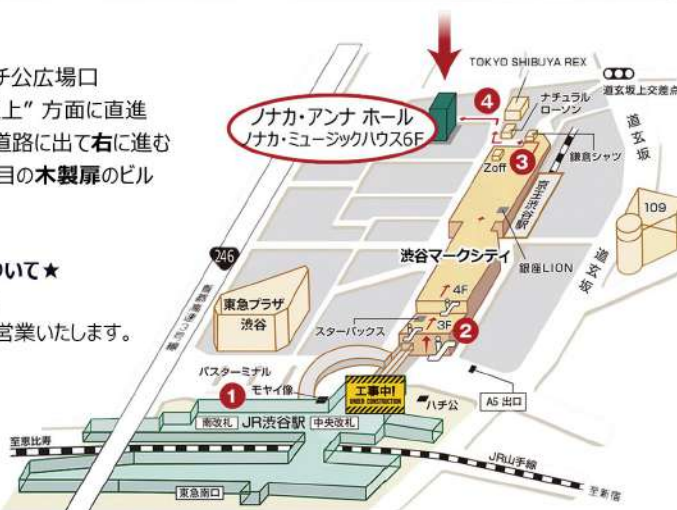 チ公広場口
上” 方面に直進
道路に出て右に進む
目の木製扉のビル
ついて★
営業いたします。
TOKYO SHIBUYA REX
道玄坂上交差点
ナチュラル
ローソン
4
ノナカ・アンナ ホール
ノナカ・ミュージックハウス6F
3
鎌倉シャツ
道玄坂
Zoff
京王渋谷駅
109
246
渋谷マークシティ
銀座LION
道玄坂
首都高速3号線
東急プラザ
渋谷
4F
スターバックス
3F
2
バスターミナル
1
モヤイ像
工事中!
UNDER CONSTRUCTION
ハチ公
A5 出口
南改札
JR渋谷駅
中央改札
至恵比寿
JR山手線
東急南口
至新宿